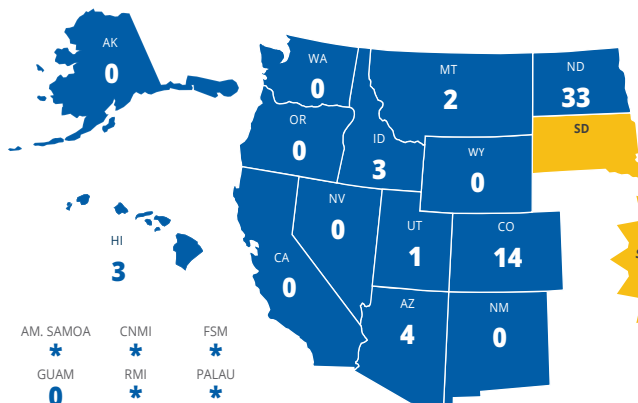 AK
0
WA
0
MT
2
ND
33
OR
0
ID
3
SD
WY
0
NV
0
UT
1
CO
14
HI
3
CA
0
AZ
4
NM
0
AM. SAMOA
*
CNMI
*
FSM
*
GUAM
0
RMI
*
PALAU
*